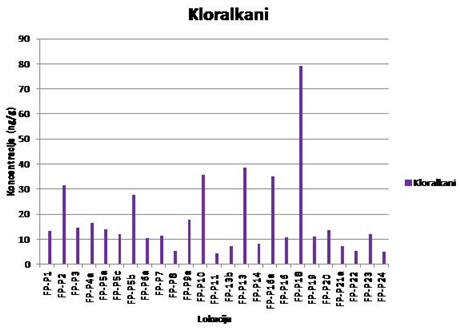 Kloralkani
Koncentracija (ng/g)
90
80
70
60
50
40
30
20
10
0
FP-P1
FP-P2
FP-P3
FP-P4a
FP-P5a
FP-P5c
FP-P5b
FP-P6a
FP-P7
FP-P8
FP-P9a
FP-P10
FP-P11
FP-13b
FP-P13
FP-P14
FP-P16a
FP-P16
FP-P18
FP-P19
FP-P20
FP-P21a
FP-P22
FP-P23
FP-P24
Lokacija
Kloralkani